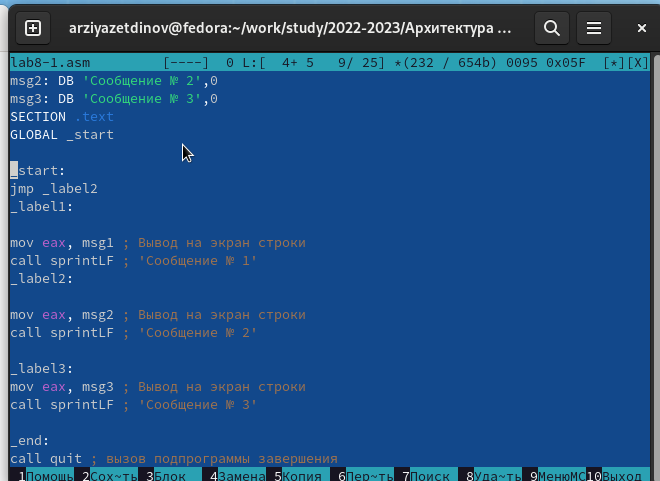 arziyazetdinov@fedora:~/work/study/2022-2023/Архитектура ...
lab8-1.asm [----] 0 L:[ 4+ 5 9/ 25] *(232 / 654b) 0095 0x05F [*][X]
msg2: DB 'Сообщение № 2',0
msg3: DB 'Сообщение № 3',0
SECTION .text
GLOBAL _start
_start:
jmp _label2
_label1:
mov eax, msg1 ; Вывод на экран строки
call sprintLF ; 'Сообщение № 1'
_label2:
mov eax, msg2 ; Вывод на экран строки
call sprintLF ; 'Сообщение № 2'
_label3:
mov eax, msg3 ; Вывод на экран строки
call sprintLF ; 'Сообщение № 3'
_end:
call quit ; вызов подпрограммы завершения
1Помощь 2Сох~ть 3Блок 4Замена 5Копия 6Пер~ть 7Поиск 8Уда~ть 9МенюMC 10Выход